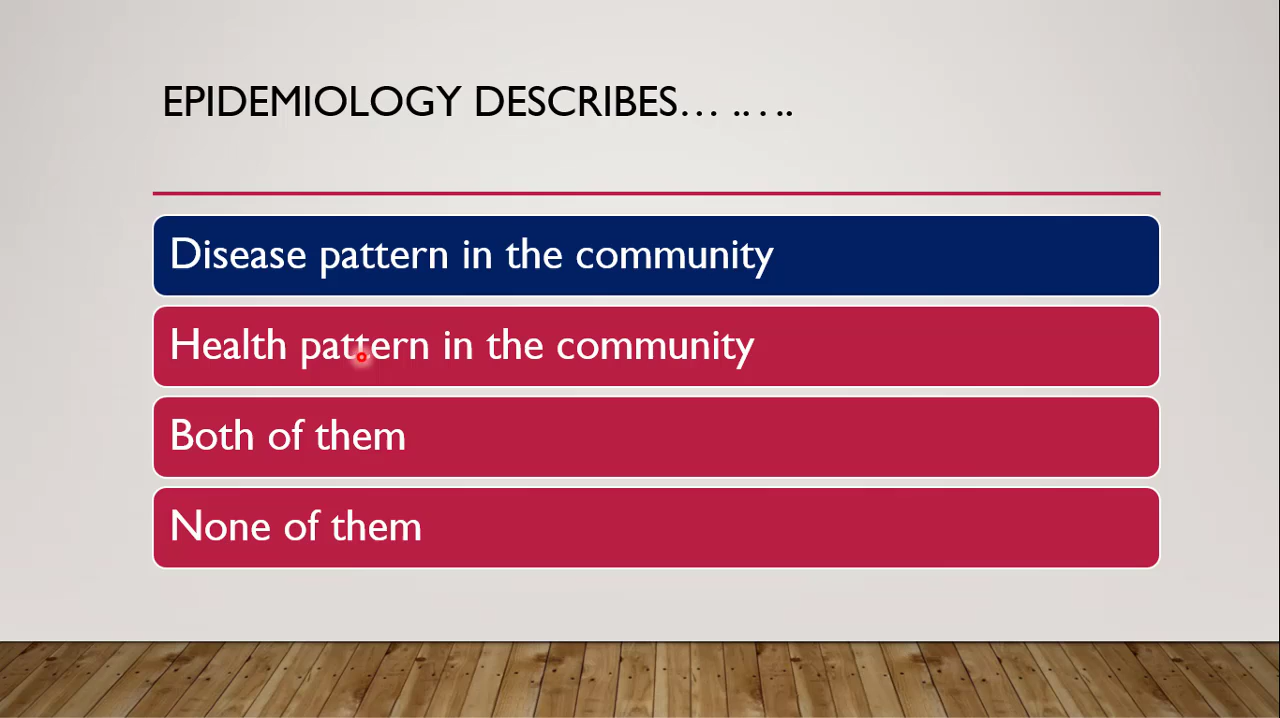 EPIDEMIOLOGY DESCRIBES… .….
Disease pattern in the community
Health pattern in the community
Both of them
None of them